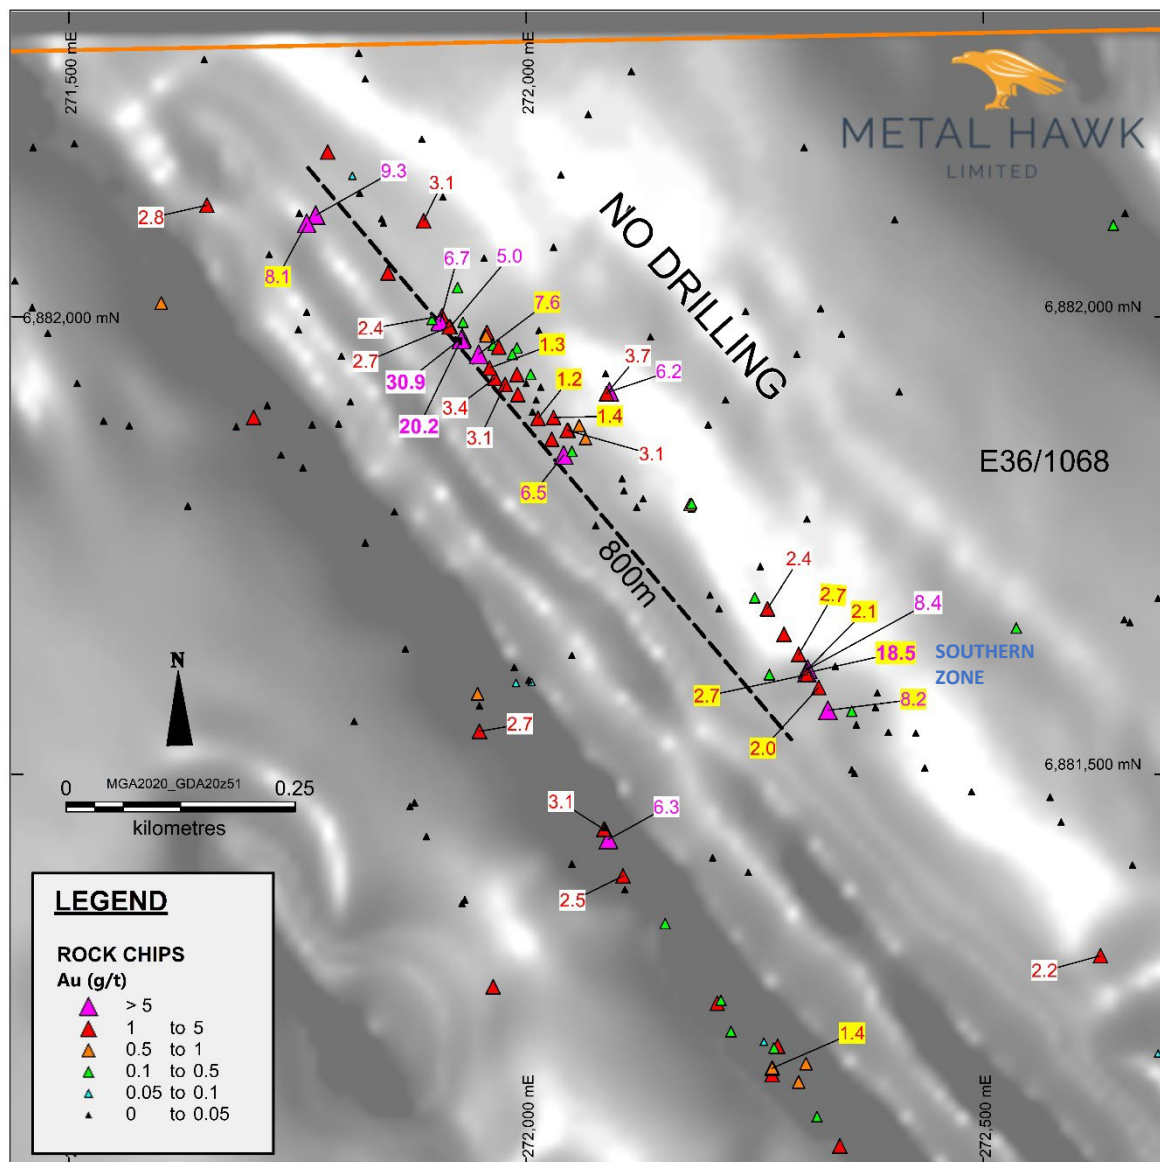 271,500 mE
272,000 mE
METAL HAWK
LIMITED
9.3
3.1
2.8
NO DRILLING
8.1
6.7
5.0
6,882,000 mN
6,882,000 mN
7.6
2.4
2.7
1.3
3.7
6.2
30.9
1.2
3.4
1.4
20.2
3.1
3.1
E36/1068
6.5
800m
2.4
2.7
2.1
8.4
18.5
SOUTHERN
ZONE
2.7
8.2
2.0
2.7
N
6,881,500 mN
0
MGA2020_GDA20z51
0.25
kilometres
3.1
6.3
2.5
2.2
1.4
LEGEND
ROCK CHIPS
Au (g/t)
> 5
1 to 5
0.5 to 1
0.1 to 0.5
0.05 to 0.1
0 to 0.05
272,000 mE
272,500 mE